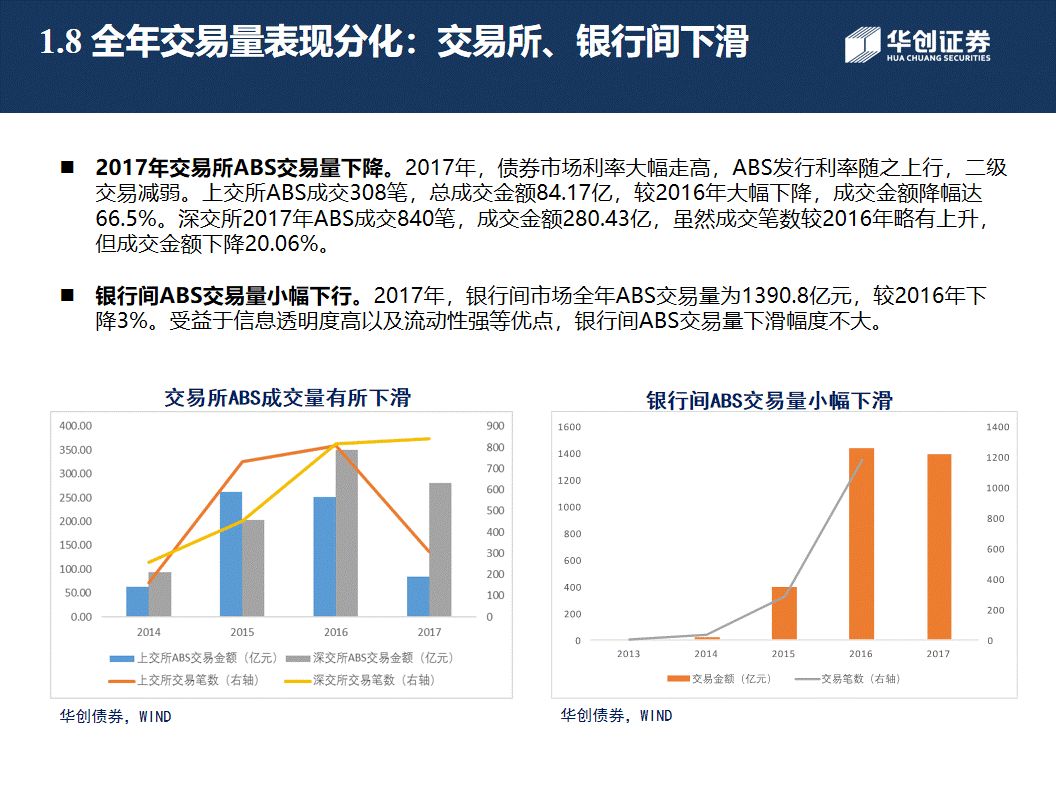 1.8 全年交易量表现分化：交易所、银行间下滑
华创证券
HUA CHUANG SECURITIES
■ 2017年交易所ABS交易量下降。2017年，债券市场利率大幅走高，ABS发行利率随之上行，二级
交易减弱。上交所ABS成交308笔，总成交金额84.17亿，较2016年大幅下降，成交金额降幅达
66.5%。深交所2017年ABS成交840笔，成交金额280.43亿，虽然成交笔数较2016年略有上升，
但成交金额下降20.06%。
■ 银行间ABS交易量小幅下行。2017年，银行间市场全年ABS交易量为1390.8亿元，较2016年下
降3%。受益于信息透明度高以及流动性强等优点，银行间ABS交易量下滑幅度不大。
交易所ABS成交量有所下滑
400.00 900
350.00 800
300.00 700
250.00 600
200.00 500
150.00 400
100.00 300
50.00 200
0.00 100
0
2014 2015 2016 2017
上交所ABS交易金额（亿元） 深交所ABS交易金额（亿元）
上交所交易笔数（右轴） 深交所交易笔数（右轴）
华创债券，WIND
银行间ABS交易量小幅下滑
1600 1400
1400 1200
1200 1000
1000 800
800 600
600 400
400 200
200 0
0
2013 2014 2015 2016 2017
交易金额（亿元） 交易笔数（右轴）
华创债券，WIND